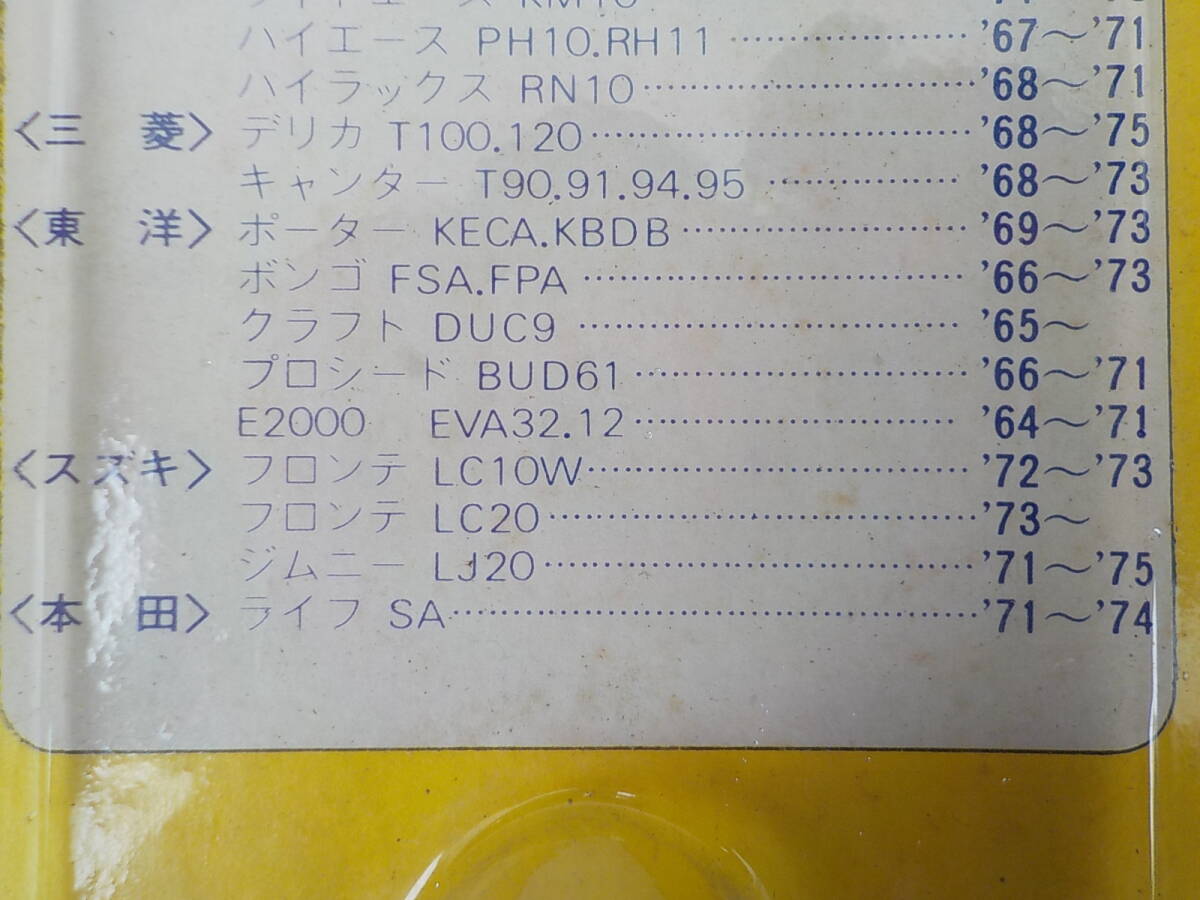 ハイエース PH10.RH11 '67～'71
ハイラックス RN10 '68～'71
〈三 菱〉 デリカ T100.120 '68～'75
キャンター T90.91.94.95 '68～'73
〈東 洋〉 ポーター KECA.KBDB '69～'73
ボンゴ FSA.FPA '66～'73
クラフト DUC9 '65～
プロシード BUD61 '66～'71
E2000 EVA32.12 '64～'71
〈スズキ〉 フロンテ LC10W '72～'73
フロンテ LC20 '73～
ジムニー LJ20 '71～'75
〈本 田〉 ライフ SA '71～'74